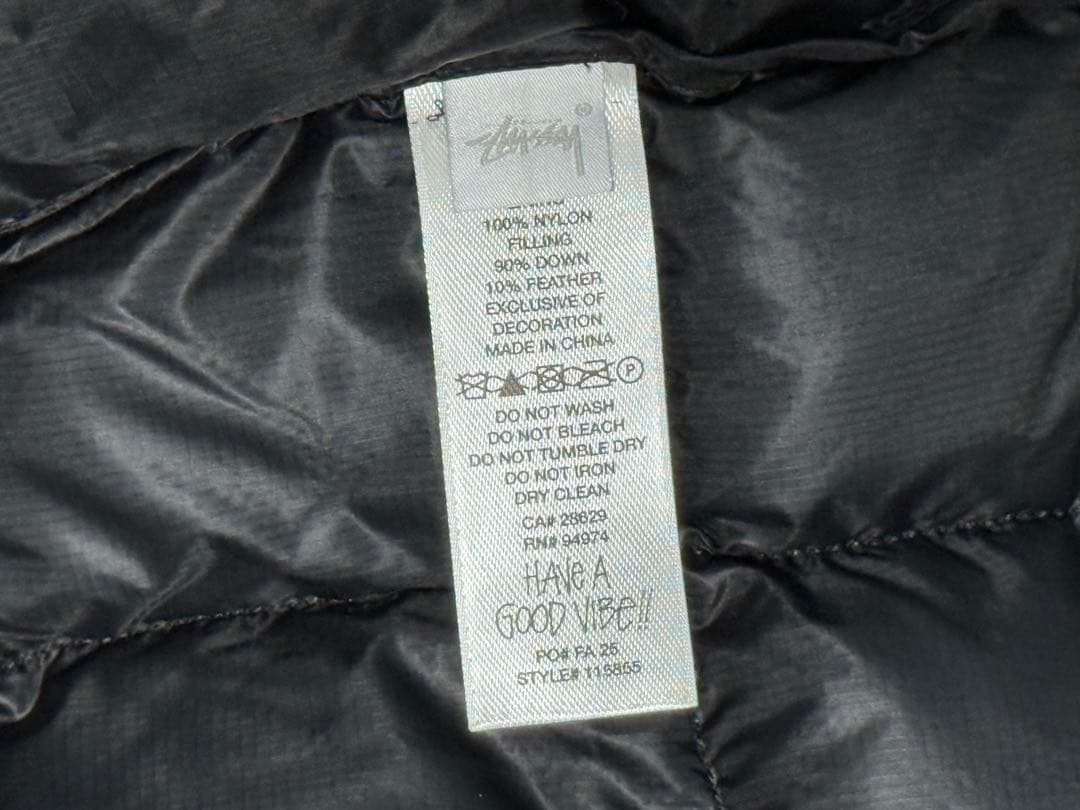 S
STÜSSY
100% NYLON
FILLING
90% DOWN
10% FEATHER
EXCLUSIVE OF
DECORATION
MADE IN CHINA
P
DO NOT WASH
DO NOT BLEACH
DO NOT TUMBLE DRY
DO NOT IRON
DRY CLEAN
CA# 28629
RN# 94974
HAVE A
GOOD VIBE!!
PO# FA 25
STYLE# 115855